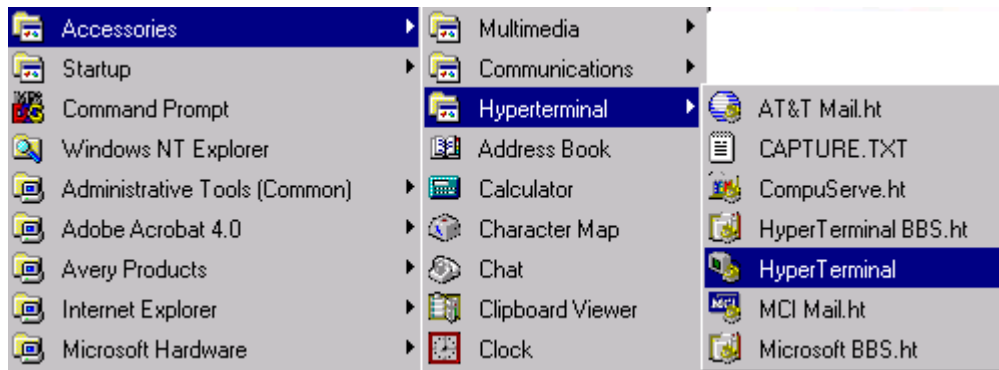 Accessories
Startup
Command Prompt
Windows NT Explorer
Administrative Tools (Common)
Adobe Acrobat 4.0
Avery Products
Internet Explorer
Microsoft Hardware
Multimedia
Communications
Hyperterminal
Address Book
Calculator
Character Map
Chat
Clipboard Viewer
Clock
AT&T Mail.ht
CAPTURE.TXT
CompuServe.ht
HyperTerminal BBS.ht
HyperTerminal
MCI Mail.ht
Microsoft BBS.ht